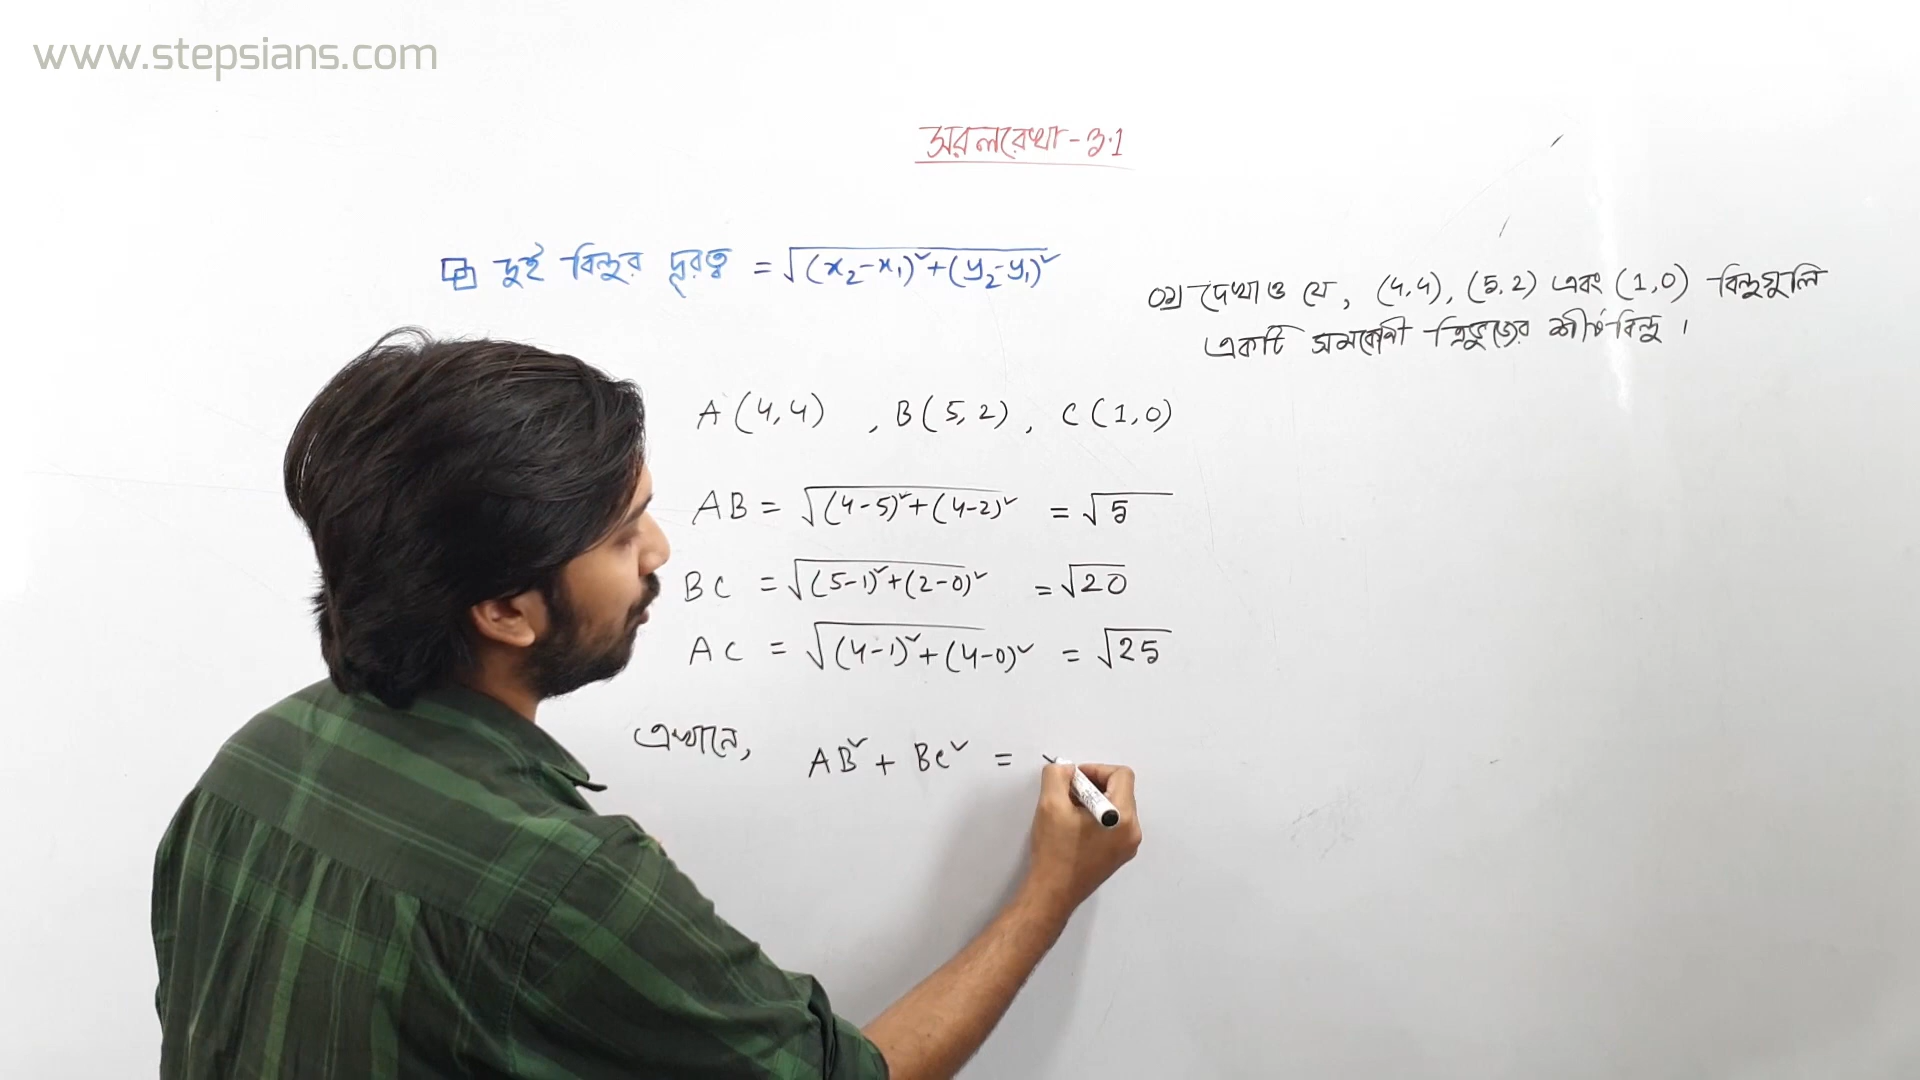 www.stepsians.com
সরলরেখা - ৩.1
দুই বিন্দুর দূরত্ব = √(x₂-x₁)² + (y₂-y₁)²
০১) দেখাও যে, (4,4), (5,2) এবং (1,0) বিন্দুগুলি
একটি সমকোণী ত্রিভুজের শীর্ষবিন্দু ।
A (4,4) , B (5,2) , C (1,0)
AB = √(4-5)² + (4-2)² = √5
BC = √(5-1)² + (2-0)² = √20
AC = √(4-1)² + (4-0)² = √25
এখানে, AB² + BC² =